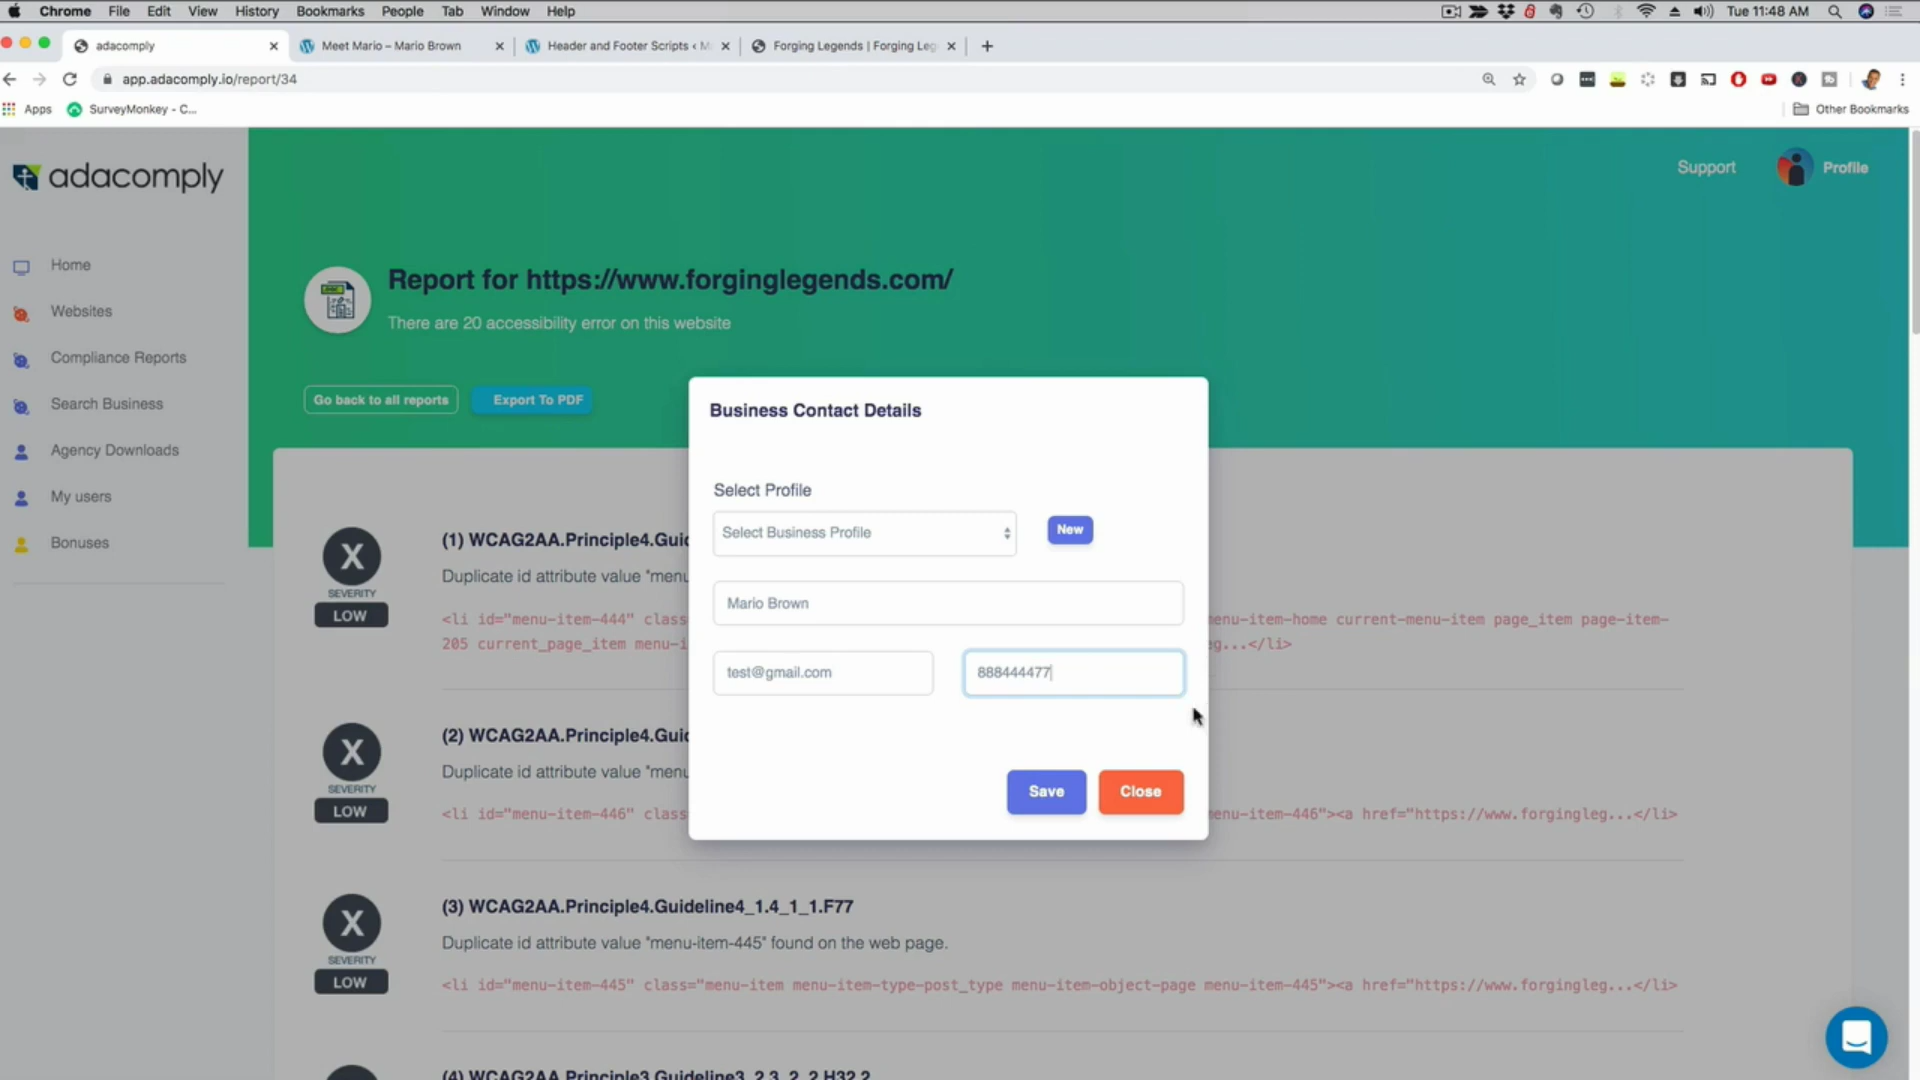 Chrome File Edit View History Bookmarks People Tab Window Help
Tue 11:48 AM
adacomply
Meet Mario – Mario Brown
Header and Footer Scripts ‹ M
Forging Legends | Forging Leg
app.adacomply.io/report/34
Apps
SurveyMonkey - C...
Other Bookmarks
adacomply
Support
Profile
Home
Websites
Compliance Reports
Search Business
Agency Downloads
My users
Bonuses
Report for https://www.forginglegends.com/
There are 20 accessibility error on this website
Go back to all reports
Export To PDF
Business Contact Details
Select Profile
Select Business Profile
New
Mario Brown
test@gmail.com
888444477
Save
Close
X
SEVERITY
LOW
(1) WCAG2AA.Principle4.Guid
Duplicate id attribute value "menu
<li id="menu-item-444" class menu-item-home current-menu-item page_item page-item-
205 current_page_item menu-i g...</li>
X
SEVERITY
LOW
(2) WCAG2AA.Principle4.Guid
Duplicate id attribute value "menu
<li id="menu-item-446" class menu-item-446"><a href="https://www.forgingleg...</li>
X
SEVERITY
LOW
(3) WCAG2AA.Principle4.Guideline4_1.4_1_1.F77
Duplicate id attribute value "menu-item-445" found on the web page.
<li id="menu-item-445" class="menu-item menu-item-type-post_type menu-item-object-page menu-item-445"><a href="https://www.forgingleg...</li>
(4) WCAG2AA.Principle3.Guideline3_2.3_2_2.H32.2